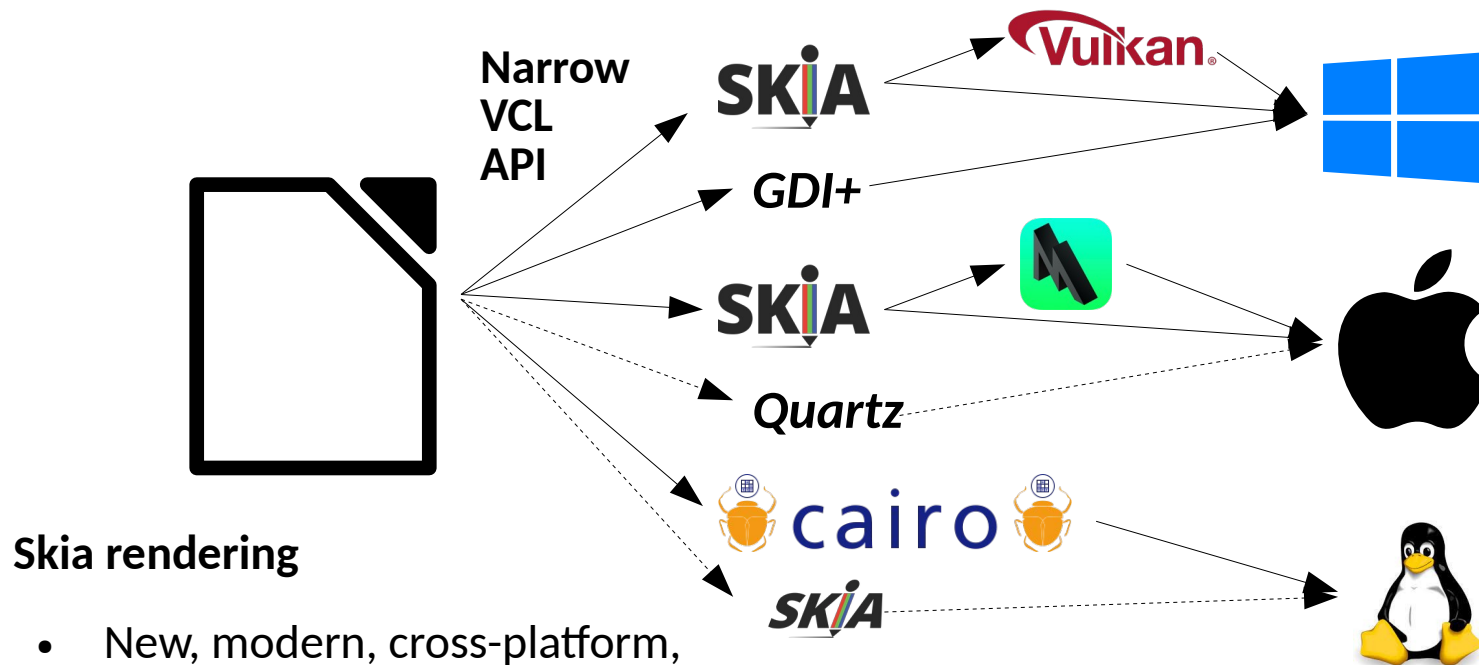 Narrow
VCL
API
SKiA
Vulkan®
GDI+
SKiA
Quartz
cairo
SKiA
Skia rendering
• New, modern, cross-platform,